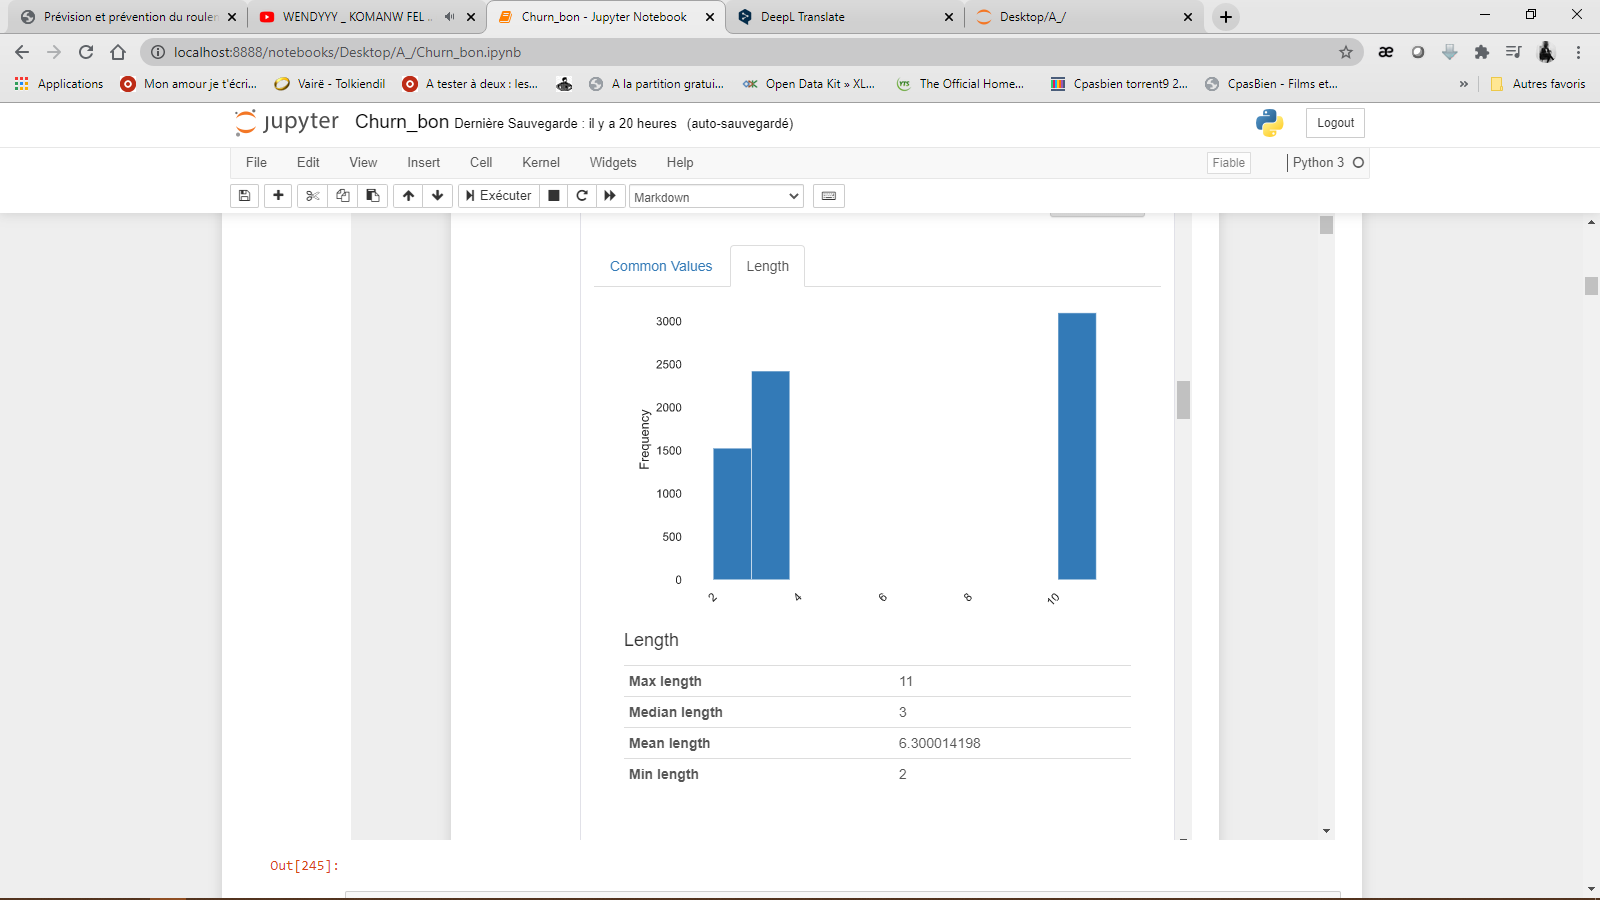 Prévision et prévention du rouler
WENDYYY _ KOMANW FEL ..
Churn_bon - Jupyter Notebook
DeepL Translate
Desktop/A_/
localhost:8888/notebooks/Desktop/A_/Churn_bon.ipynb
Applications
Mon amour je t'écri...
Vairë - Tolkiendil
A tester à deux : les...
A la partition gratui...
Open Data Kit » XL...
The Official Home...
Cpasbien torrent9 2...
CpasBien - Films et...
»
Autres favoris
jupyter Churn_bon Dernière Sauvegarde : il y a 20 heures (auto-sauvegardé)
Logout
File Edit View Insert Cell Kernel Widgets Help
Fiable
Python 3
Exécuter
Markdown
Common Values
Length
3000
2500
2000
1500
1000
500
0
Frequency
2
4
6
8
10
Length
Max length 11
Median length 3
Mean length 6.300014198
Min length 2
Out[245]: